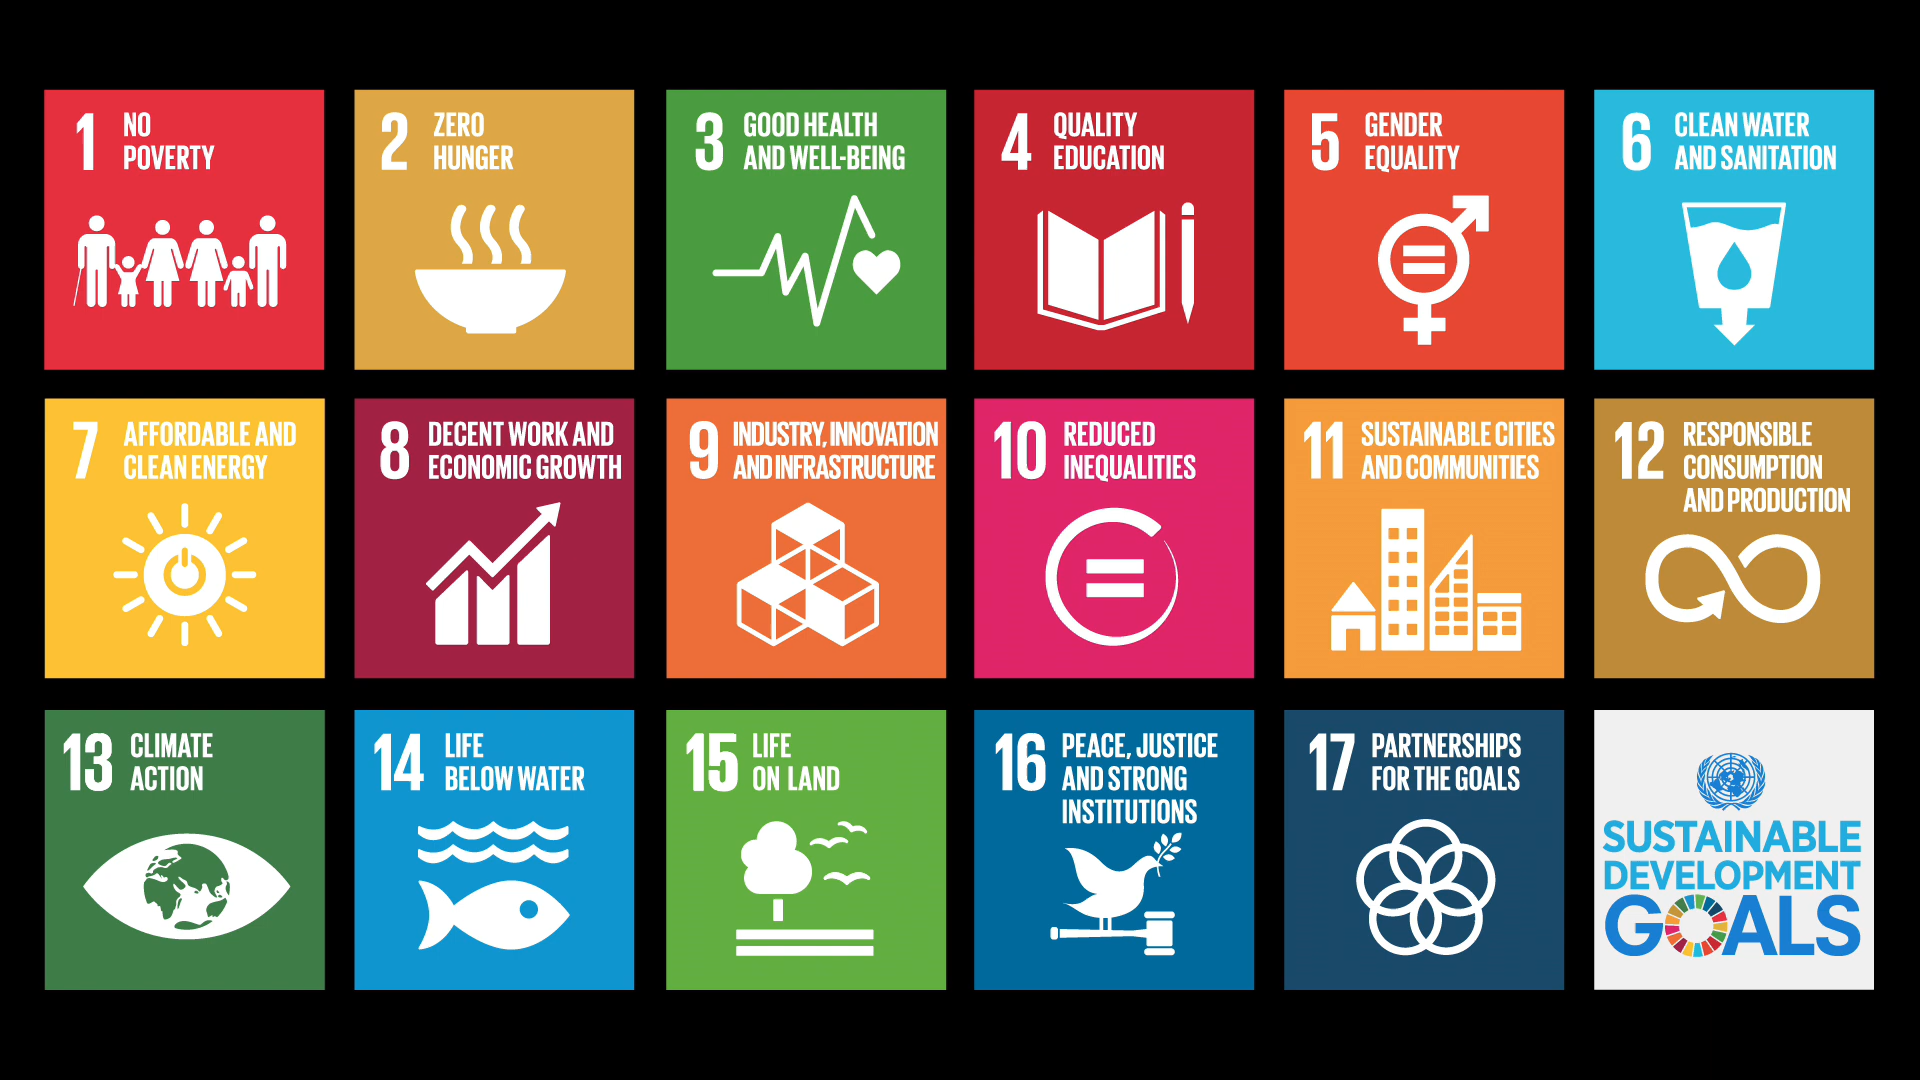 1 NO
POVERTY
2 ZERO
HUNGER
3 GOOD HEALTH
AND WELL-BEING
4 QUALITY
EDUCATION
5 GENDER
EQUALITY
6 CLEAN WATER
AND SANITATION
7 AFFORDABLE AND
CLEAN ENERGY
8 DECENT WORK AND
ECONOMIC GROWTH
9 INDUSTRY, INNOVATION
AND INFRASTRUCTURE
10 REDUCED
INEQUALITIES
11 SUSTAINABLE CITIES
AND COMMUNITIES
12 RESPONSIBLE
CONSUMPTION
AND PRODUCTION
13 CLIMATE
ACTION
14 LIFE
BELOW WATER
15 LIFE
ON LAND
16 PEACE, JUSTICE
AND STRONG
INSTITUTIONS
17 PARTNERSHIPS
FOR THE GOALS
SUSTAINABLE
DEVELOPMENT
GOALS